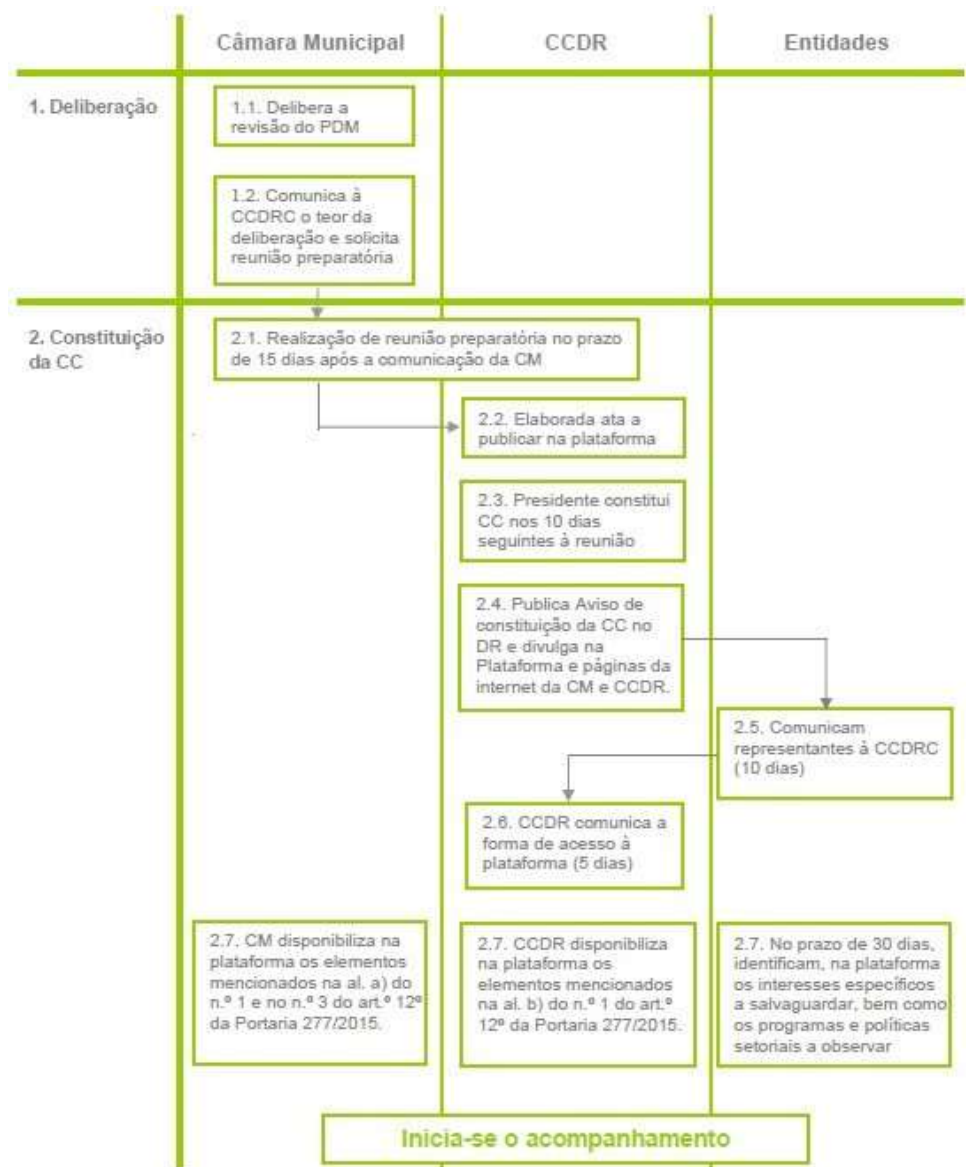 Câmara Municipal
CCDR
Entidades
1. Deliberação
1.1. Delibera a
revisão do PDM
1.2. Comunica à
CCDRC o teor da
deliberação e solicita
reunião preparatória
2. Constituição
da CC
2.1. Realização de reunião preparatória no prazo
de 15 dias após a comunicação da CM
2.2. Elaborada ata a
publicar na plataforma
2.3. Presidente constitui
CC nos 10 dias
seguintes à reunião
2.4. Publica Aviso de
constituição da CC no
DR e divulga na
Plataforma e páginas da
internet da CM e CCDR.
2.5. Comunicam
representantes à CCDRC
(10 dias)
2.6. CCDR comunica a
forma de acesso à
plataforma (5 dias)
2.7. CM disponibiliza na
plataforma os elementos
mencionados na al. a) do
n.º 1 e no n.º 3 do art.º 12º
da Portaria 277/2015.
2.7. CCDR disponibiliza
na plataforma os
elementos mencionados
na al. b) do n.º 1 do art.º
12º da Portaria 277/2015.
2.7. No prazo de 30 dias,
identificam, na plataforma
os interesses específicos
a salvaguardar, bem como
os programas e políticas
setoriais a observar
Inicia-se o acompanhamento